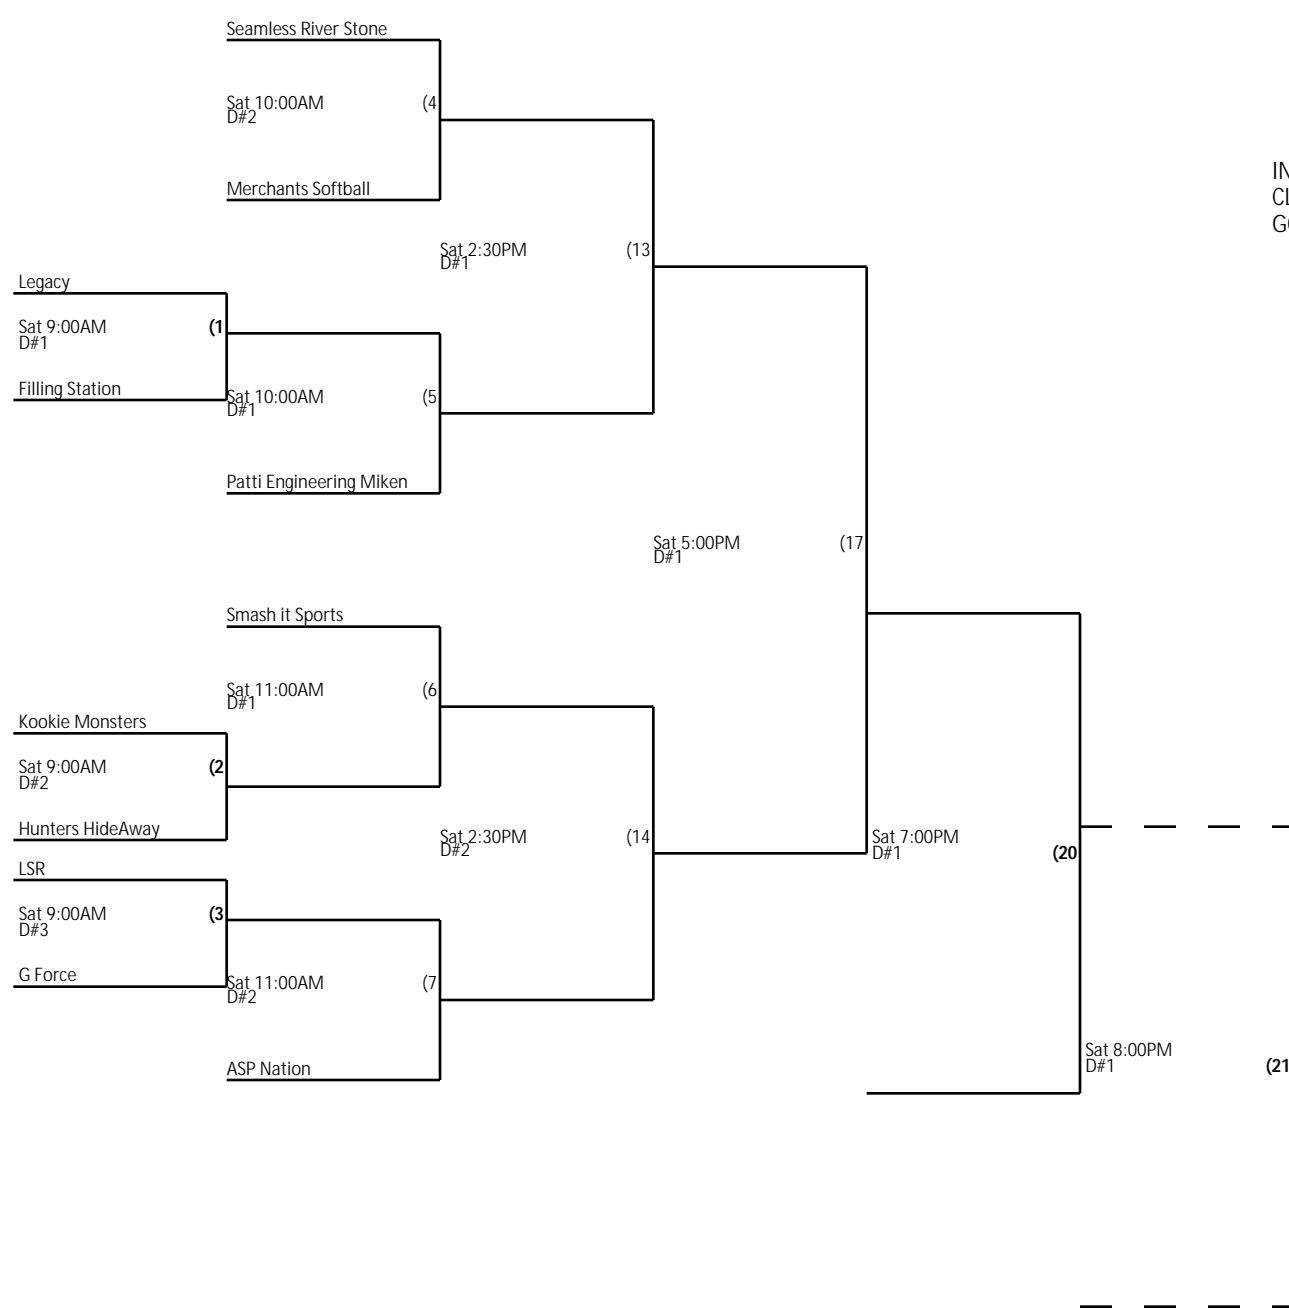 Seamless River Stone
Sat 10:00AM (4
D#2
Merchants Softball
IN
CL
GO
Sat 2:30PM (13
D#1
Legacy
Sat 9:00AM (1
D#1
Filling Station
Sat 10:00AM (5
D#1
Patti Engineering Miken
Sat 5:00PM (17
D#1
Smash it Sports
Sat 11:00AM (6
D#1
Kookie Monsters
Sat 9:00AM (2
D#2
Hunters HideAway
Sat 2:30PM (14
D#2
Sat 7:00PM (20
D#1
LSR
Sat 9:00AM (3
D#3
G Force
Sat 11:00AM (7
D#2
ASP Nation
Sat 8:00PM (21
D#1